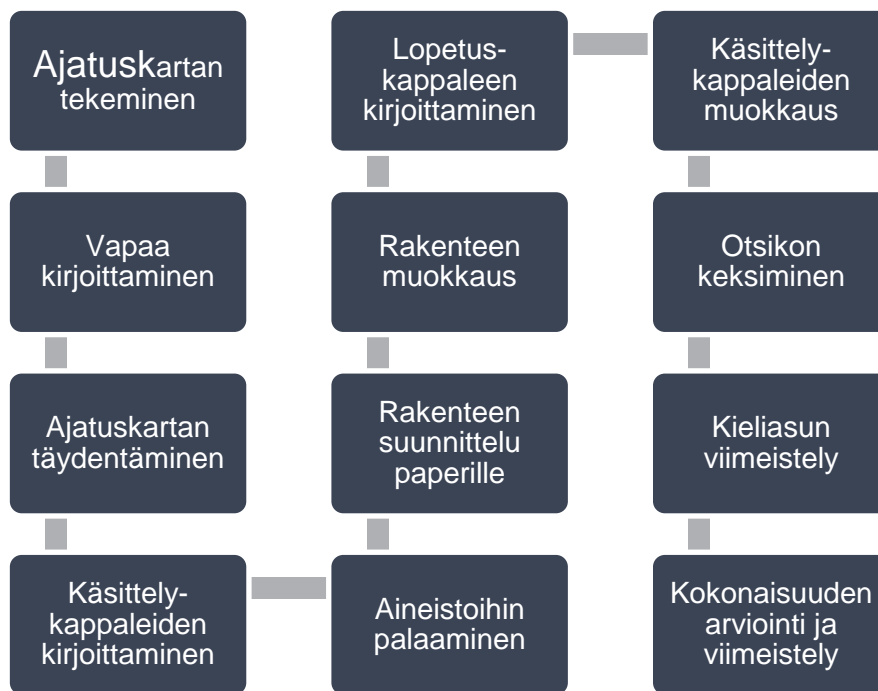 Ajatuskartan
tekeminen
Vapaa
kirjoittaminen
Ajatuskartan
täydentäminen
Käsittely-
kappaleiden
kirjoittaminen
Aineistoihin
palaaminen
Rakenteen
suunnittelu
paperille
Rakenteen
muokkaus
Lopetus-
kappaleen
kirjoittaminen
Käsittely-
kappaleiden
muokkaus
Otsikon
keksiminen
Kieliasun
viimeistely
Kokonaisuuden
arviointi ja
viimeistely